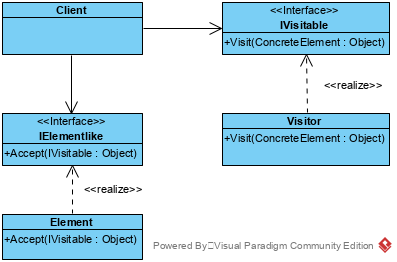 Client
<<Interface>>
IVisitable
+Visit(ConcreteElement : Object)
<<realize>>
<<Interface>>
IElementlike
+Accept(IVisitable : Object)
Visitor
+Visit(ConcreteElement : Object)
<<realize>>
Element
+Accept(IVisitable : Object)
Powered By Visual Paradigm Community Edition